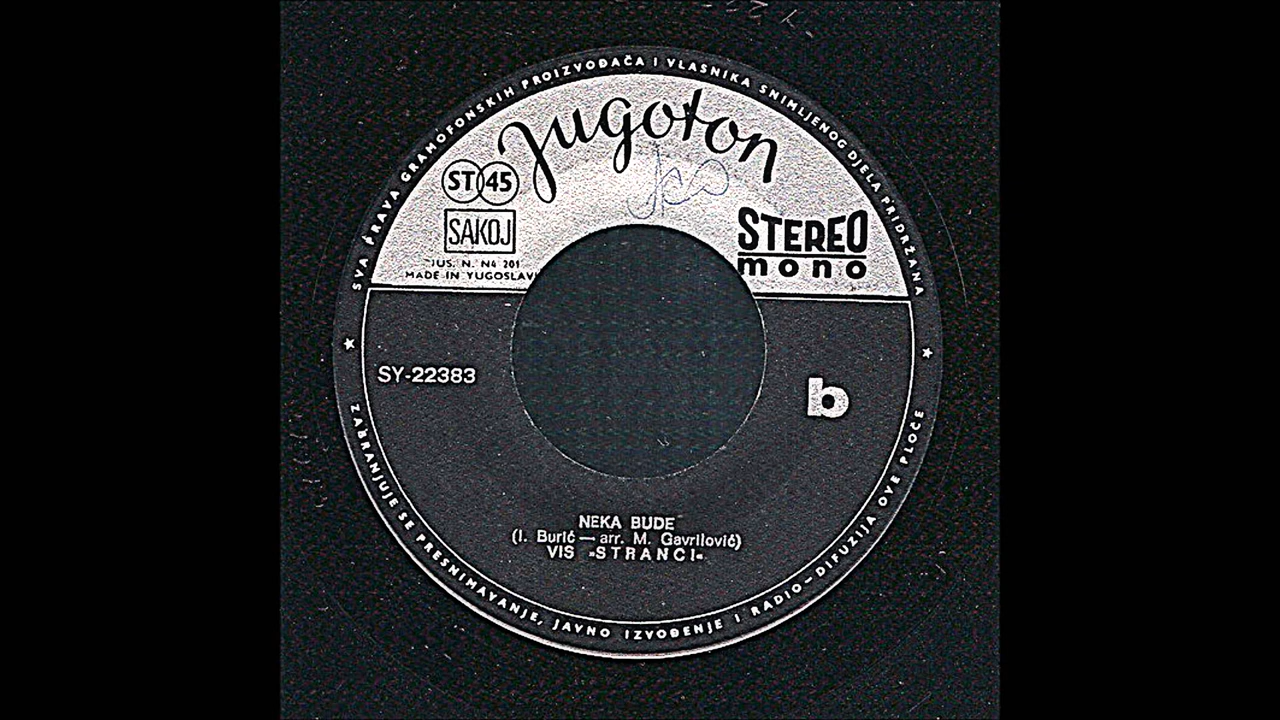 SVA PRAVA GRAMOFONSKIH PROIZVOĐAČA I VLASNIKA SNIMLJENOG DJELA PRIDRŽANA
Jugoton
ST 45
SAKOJ
STEREO
mono
JUS. N. N4 201
MADE IN YUGOSLAVI
SY-22383
b
NEKA BUDE
(I. Burić — arr. M. Gavrilović)
VIS »STRANCI«
ZABRANJUJE SE PRESNIMAVANJE, JAVNO IZVOĐENJE I RADIO-DIFUZIJA OVE PLOČE